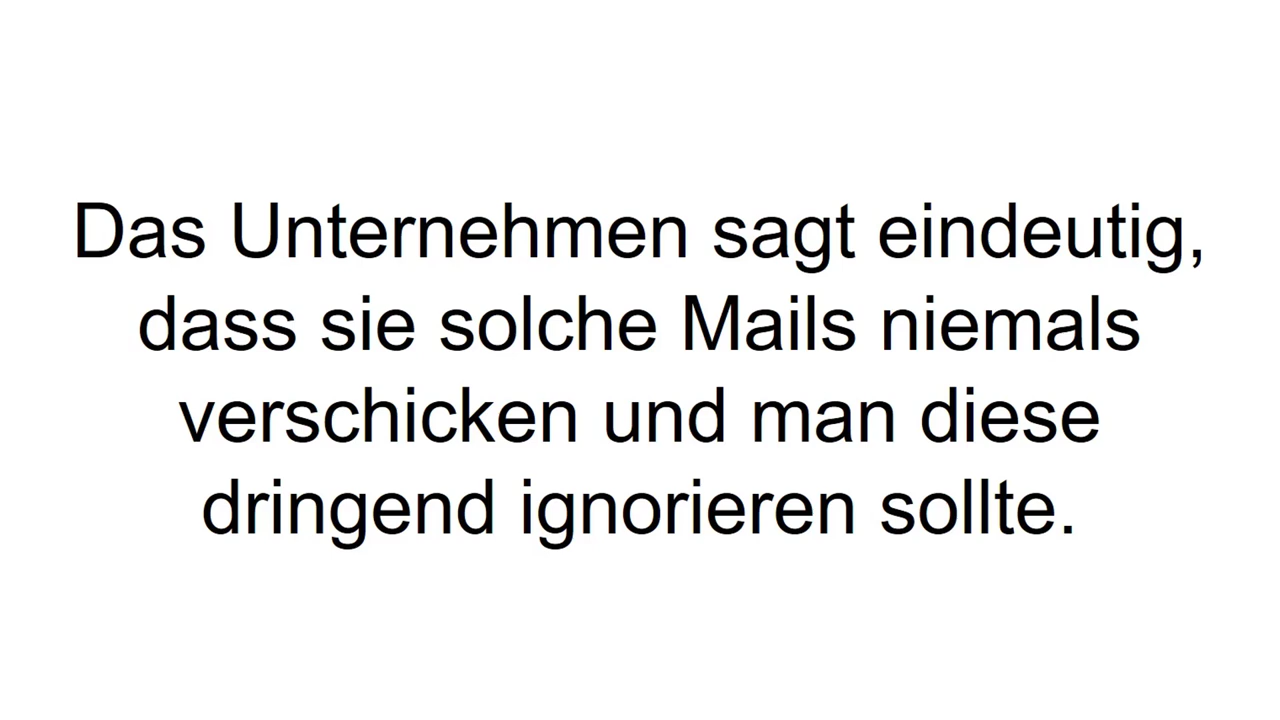 Das Unternehmen sagt eindeutig,
dass sie solche Mails niemals
verschicken und man diese
dringend ignorieren sollte.